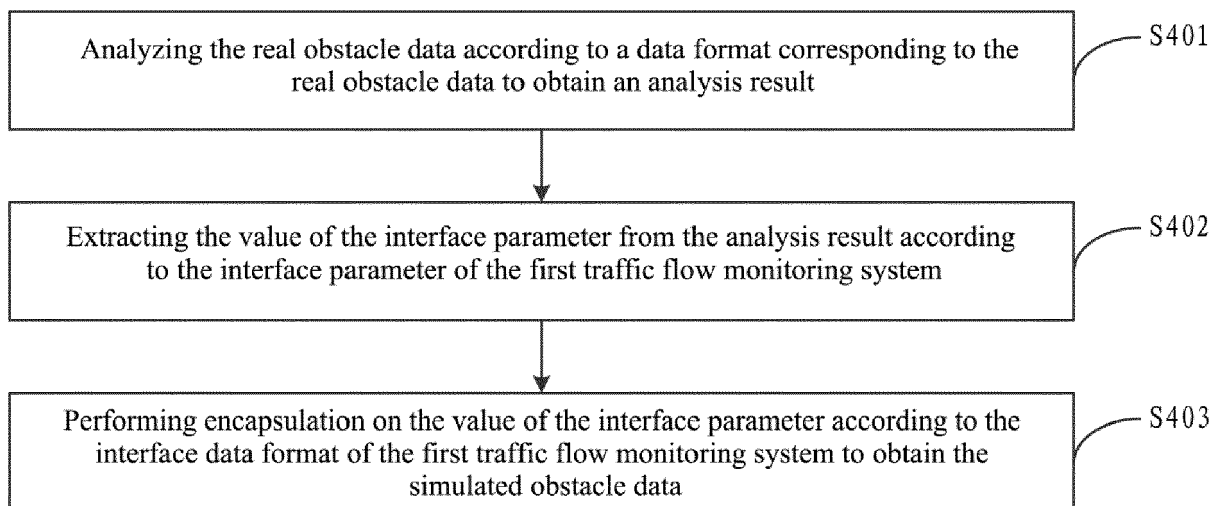 Analyzing the real obstacle data according to a data format corresponding to the
real obstacle data to obtain an analysis result
S401
Extracting the value of the interface parameter from the analysis result according
to the interface parameter of the first traffic flow monitoring system
S402
Performing encapsulation on the value of the interface parameter according to the
interface data format of the first traffic flow monitoring system to obtain the
simulated obstacle data
S403